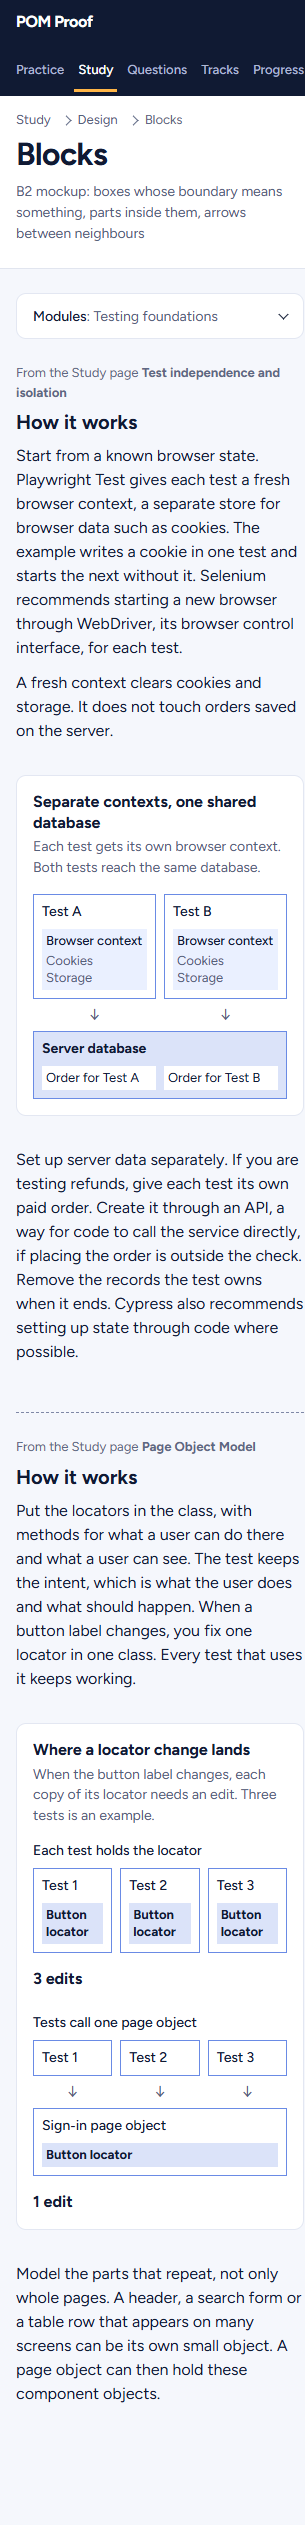 POM Proof
Practice Study Questions Tracks Progress
Study > Design > Blocks
Blocks
B2 mockup: boxes whose boundary means
something, parts inside them, arrows
between neighbours
Modules: Testing foundations
From the Study page Test independence and
isolation
How it works
Start from a known browser state.
Playwright Test gives each test a fresh
browser context, a separate store for
browser data such as cookies. The
example writes a cookie in one test and
starts the next without it. Selenium
recommends starting a new browser
through WebDriver, its browser control
interface, for each test.
A fresh context clears cookies and
storage. It does not touch orders saved
on the server.
Separate contexts, one shared
database
Each test gets its own browser context.
Both tests reach the same database.
Test A Test B
Browser context Browser context
Cookies Cookies
Storage Storage
↓ ↓
Server database
Order for Test A Order for Test B
Set up server data separately. If you are
testing refunds, give each test its own
paid order. Create it through an API, a
way for code to call the service directly,
if placing the order is outside the check.
Remove the records the test owns
when it ends. Cypress also recommends
setting up state through code where
possible.
From the Study page Page Object Model
How it works
Put the locators in the class, with
methods for what a user can do there
and what a user can see. The test keeps
the intent, which is what the user does
and what should happen. When a
button label changes, you fix one
locator in one class. Every test that uses
it keeps working.
Where a locator change lands
When the button label changes, each
copy of its locator needs an edit. Three
tests is an example.
Each test holds the locator
Test 1 Test 2 Test 3
Button Button Button
locator locator locator
3 edits
Tests call one page object
Test 1 Test 2 Test 3
↓ ↓ ↓
Sign-in page object
Button locator
1 edit
Model the parts that repeat, not only
whole pages. A header, a search form or
a table row that appears on many
screens can be its own small object. A
page object can then hold these
component objects.